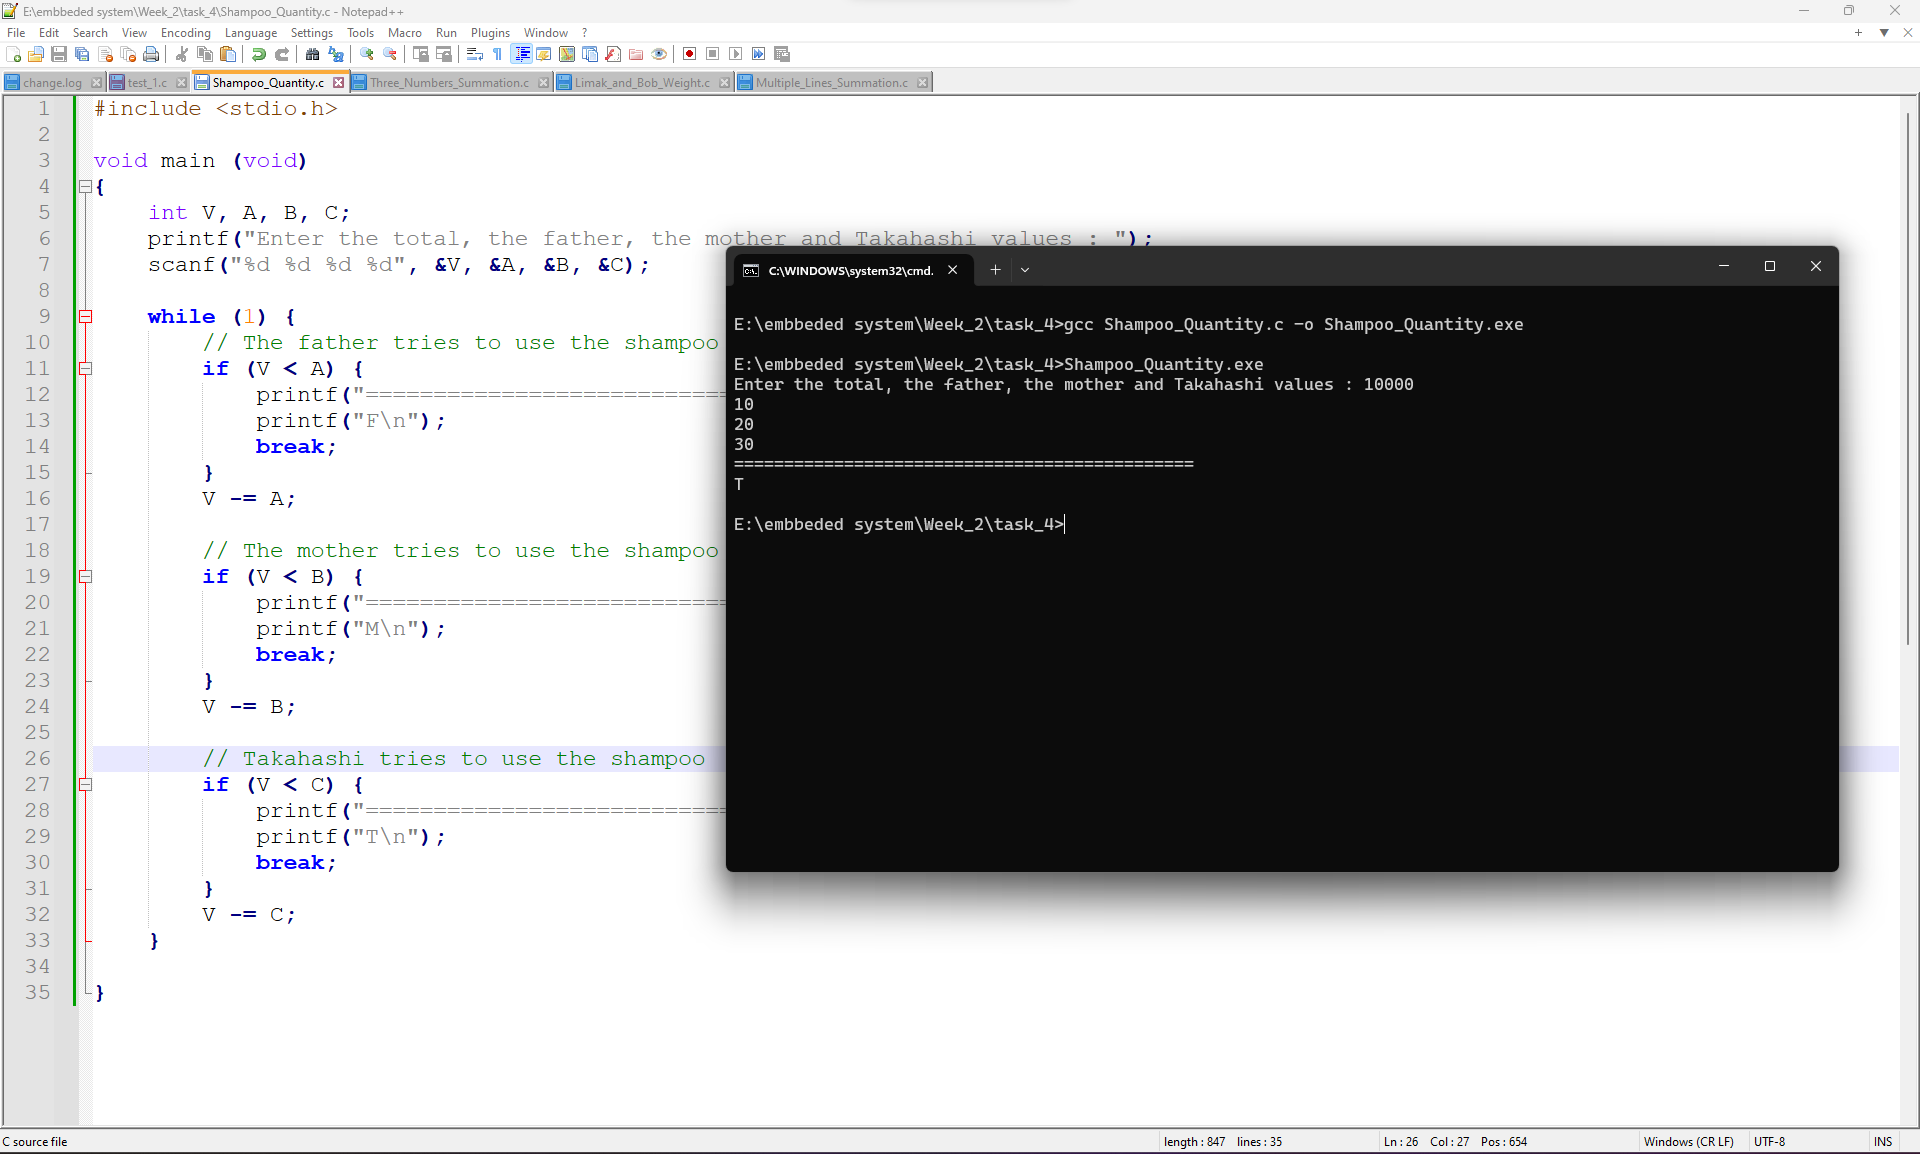 E:\embbeded system\Week_2\task_4\Shampoo_Quantity.c - Notepad++
File Edit Search View Encoding Language Settings Tools Macro Run Plugins Window ?
change.log test_1.c Shampoo_Quantity.c Three_Numbers_Summation.c Limak_and_Bob_Weight.c Multiple_Lines_Summation.c
1 #include <stdio.h>
2
3 void main (void)
4 {
5 int V, A, B, C;
6 printf("Enter the total, the father, the mother and Takahashi values : ");
7 scanf("%d %d %d %d", &V, &A, &B, &C);
8
9 while (1) {
10 // The father tries to use the shampoo
11 if (V < A) {
12 printf("===========================
13 printf("F\n");
14 break;
15 }
16 V -= A;
17
18 // The mother tries to use the shampoo
19 if (V < B) {
20 printf("===========================
21 printf("M\n");
22 break;
23 }
24 V -= B;
25
26 // Takahashi tries to use the shampoo
27 if (V < C) {
28 printf("===========================
29 printf("T\n");
30 break;
31 }
32 V -= C;
33 }
34
35 }
C:\WINDOWS\system32\cmd.
E:\embbeded system\Week_2\task_4>gcc Shampoo_Quantity.c -o Shampoo_Quantity.exe
E:\embbeded system\Week_2\task_4>Shampoo_Quantity.exe
Enter the total, the father, the mother and Takahashi values : 10000
10
20
30
==============================================
T
E:\embbeded system\Week_2\task_4>
C source file length : 847 lines : 35 Ln : 26 Col : 27 Pos : 654 Windows (CR LF) UTF-8 INS